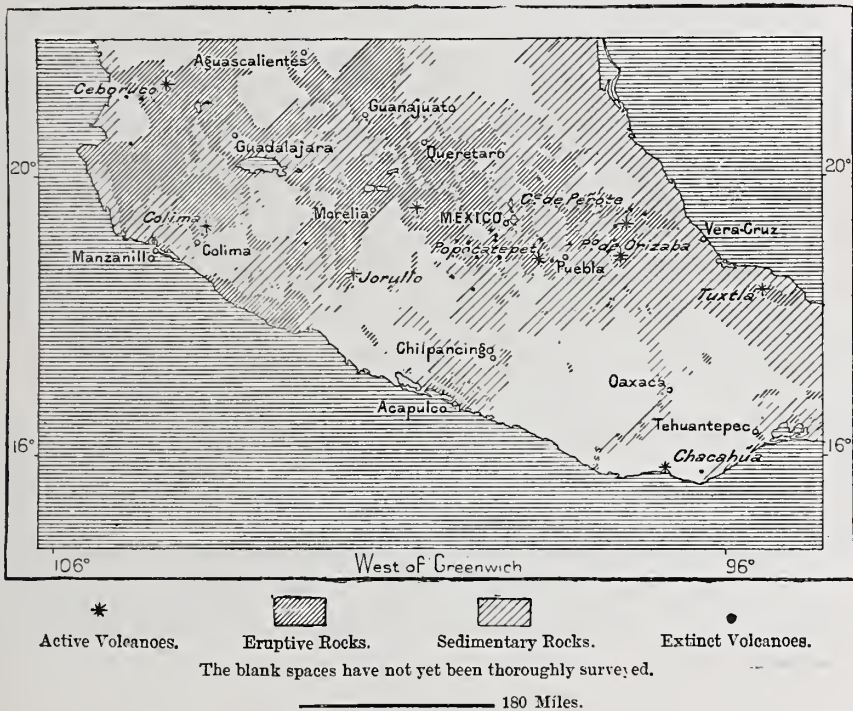 Aguascalientes
Ceboruco
Guanajuato
Guadalajara
Queretaro
20°
20°
Morelia
MEXICO
Cº de Perote
Colima
Vera-Cruz
Manzanillo
Colima
Popocatepetl
Pº de Orizaba
Puebla
Jorullo
Tuxtla
Chilpancingo
Oaxaca
Acapulco
Tehuantepec
16°
16°
Chacahua
106°
West of Greenwich
96°
Active Volcanoes.
Eruptive Rocks.
Sedimentary Rocks.
Extinct Volcanoes.
The blank spaces have not yet been thoroughly surveyed.
180 Miles.